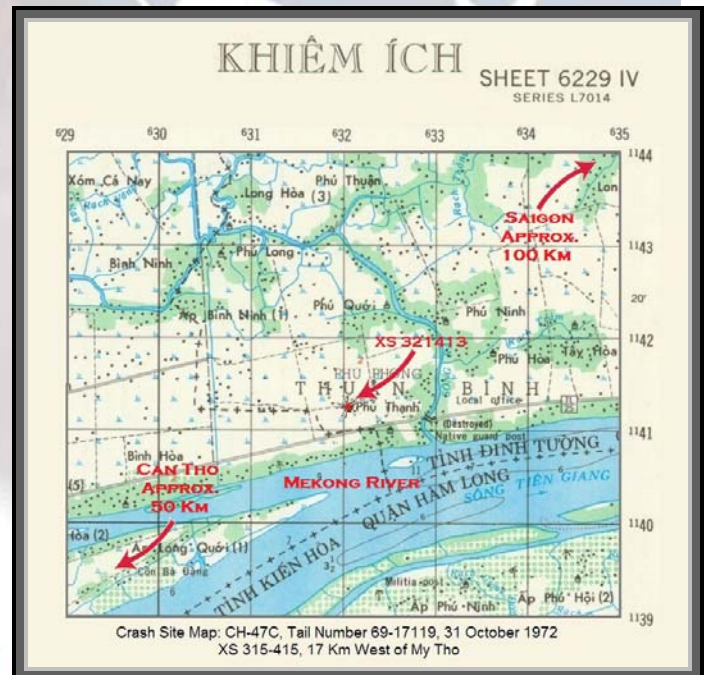 KHIÊM ÍCH
SHEET 6229 IV
SERIES L7014
629 630 631 632 633 634 635
1144
1143
20'
1142
1141
1140
1139
Xóm Cá Nay
Long Hòa (3)
Phú Thuận
Lon
SAIGON
APPROX.
100 KM
Bình Ninh
Phú Long
Ấp Bình Ninh (1)
Phú Quới
Phú Ninh
XS 321413
Phú Hòa
Tây Hòa
PHÚ PHONG
THUẬN BÌNH
Phú Thạnh
Local office
(Destroyed)
Native guard post
Bình Hòa
(5)
CAN THO
APPROX.
50 KM
MEKONG RIVER
TỈNH ĐỊNH TƯỜNG
QUẬN HÀM LONG
SÔNG TIỀN GIANG
TỈNH KIẾN HÒA
Hòa (2)
Ấp Long Quới (1)
Militia post
Ấp Phú Ninh
Ấp Phú Hội (2)
Crash Site Map: CH-47C, Tail Number 69-17119, 31 October 1972
XS 315-415, 17 Km West of My Tho